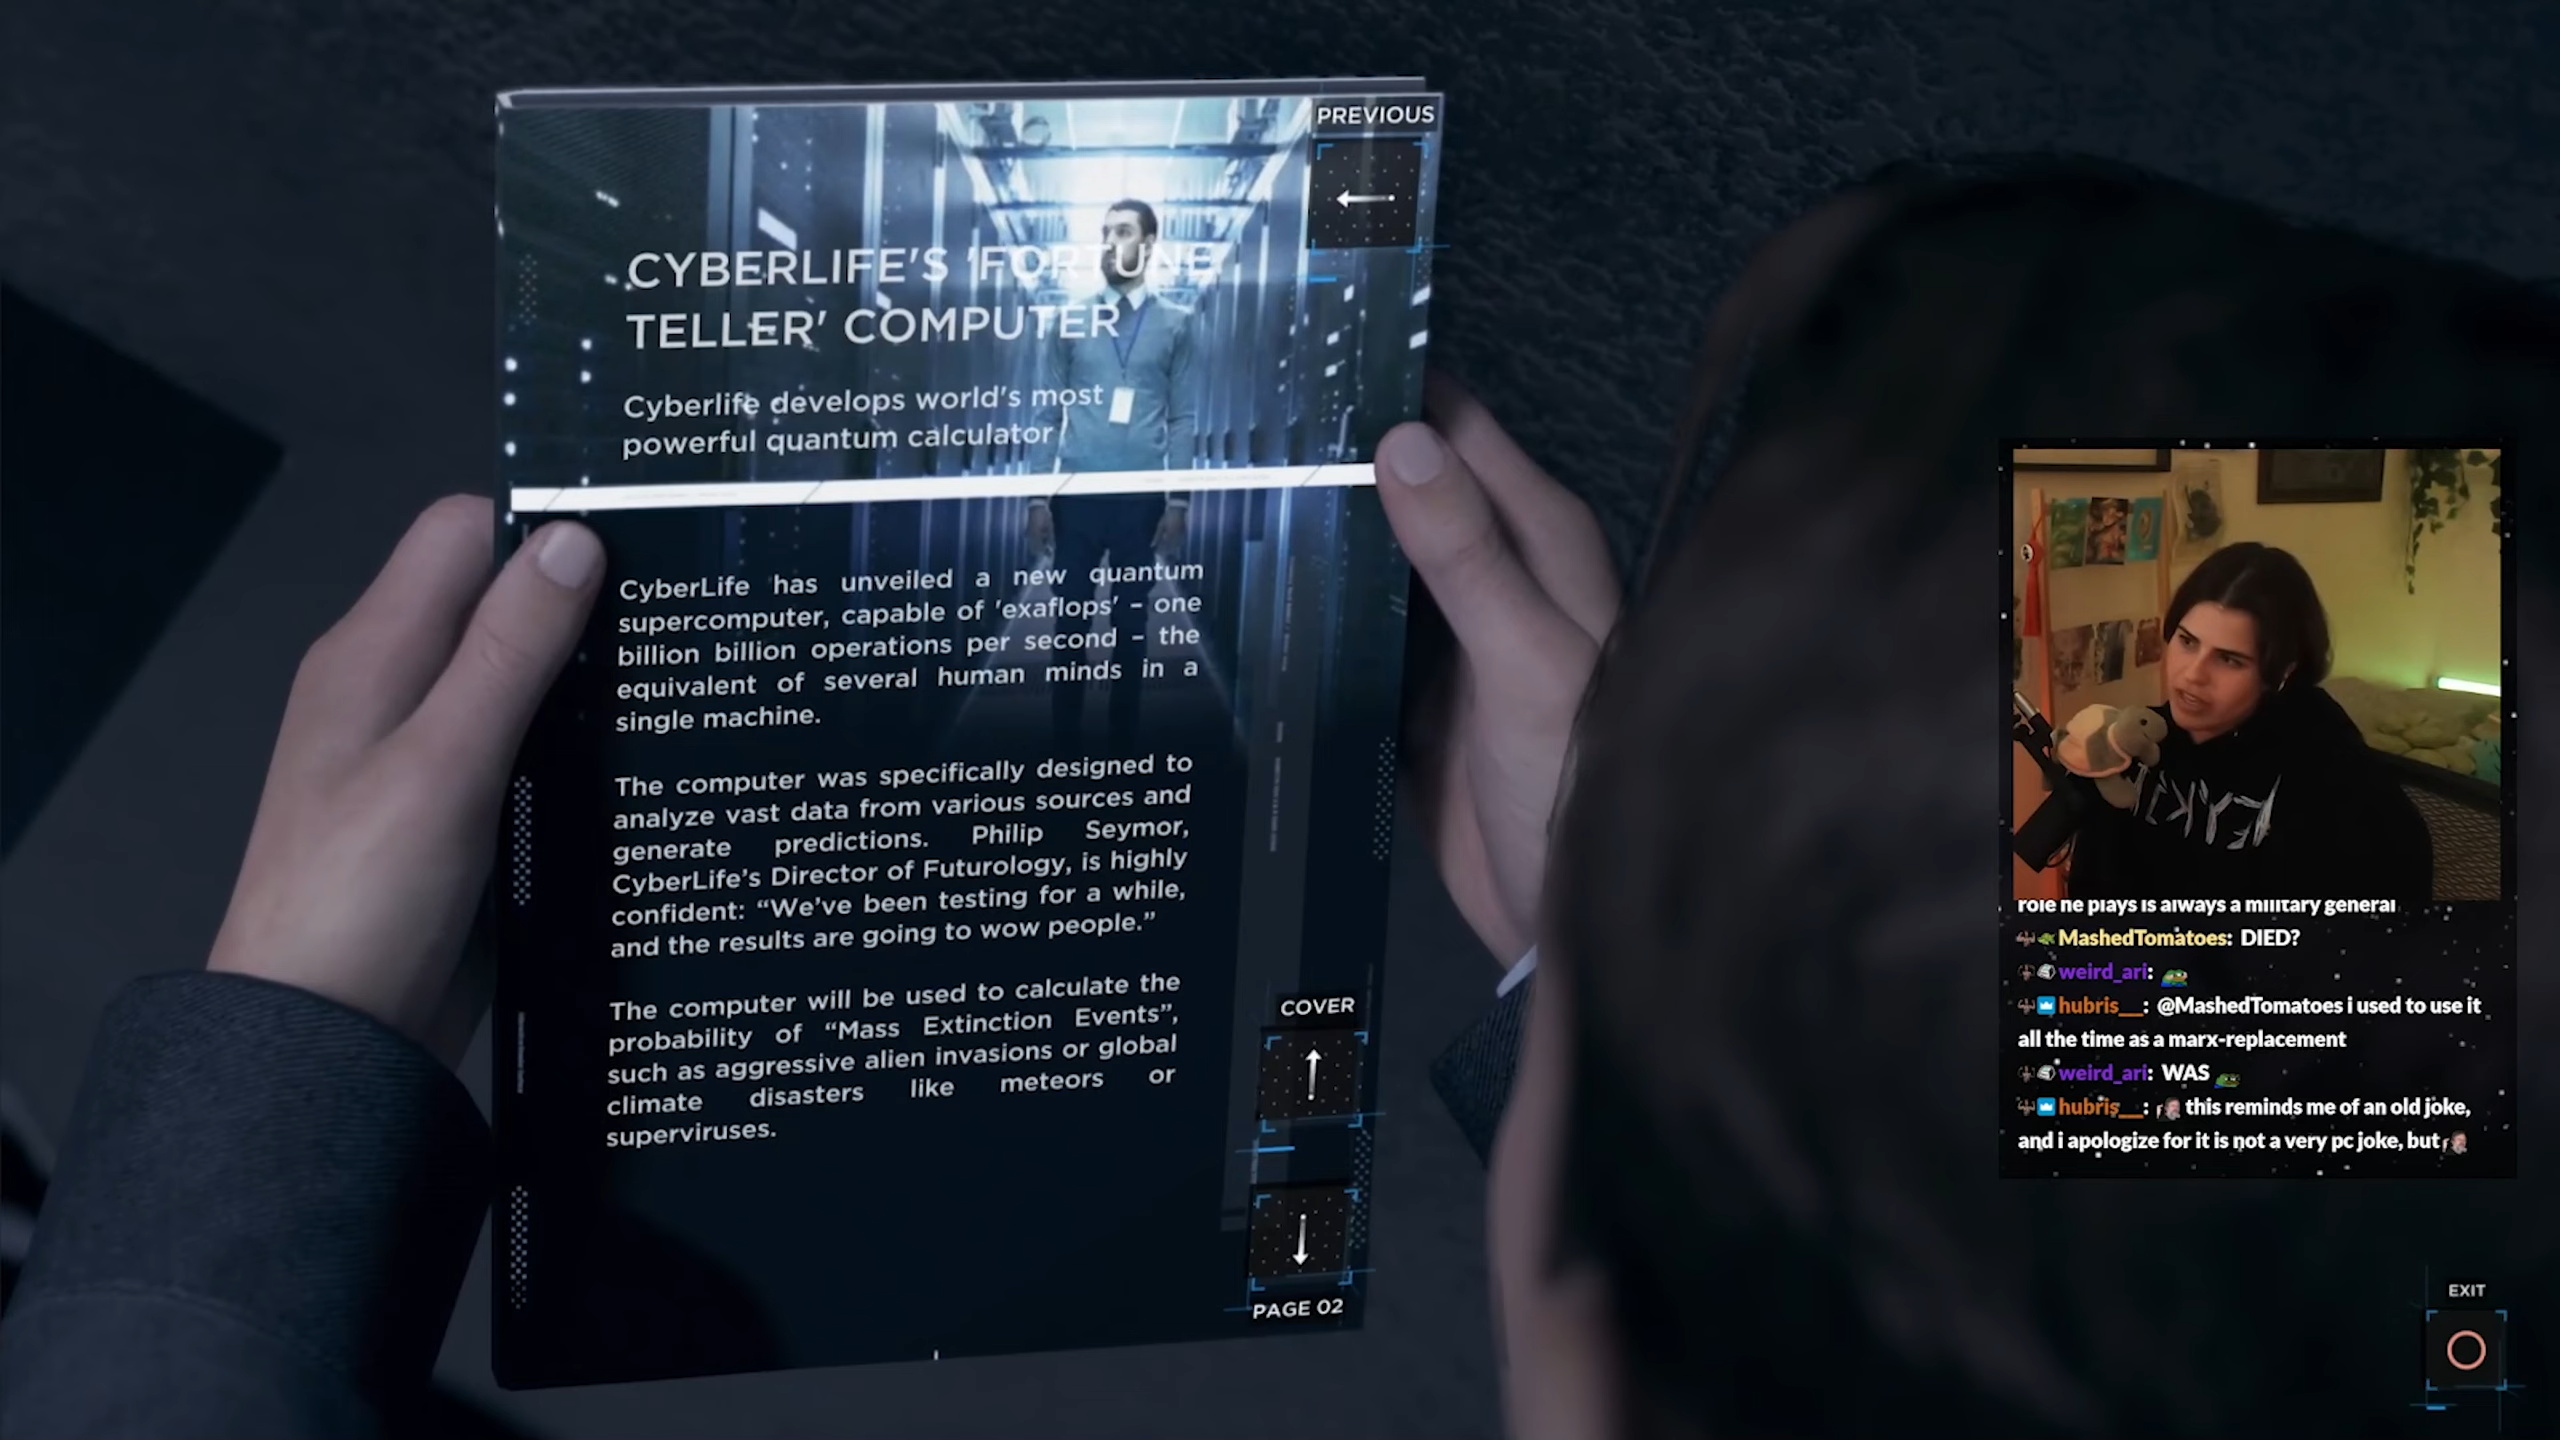 PREVIOUS
CYBERLIFE'S 'FORTUNE
TELLER' COMPUTER
Cyberlife develops world's most
powerful quantum calculator
CyberLife has unveiled a new quantum
supercomputer, capable of 'exaflops' – one
billion billion operations per second – the
equivalent of several human minds in a
single machine.
The computer was specifically designed to
analyze vast data from various sources and
generate predictions. Philip Seymor,
CyberLife's Director of Futurology, is highly
confident: “We've been testing for a while,
and the results are going to wow people.”
The computer will be used to calculate the
probability of “Mass Extinction Events”,
such as aggressive alien invasions or global
climate disasters like meteors or
superviruses.
COVER
PAGE 02
role he plays is always a military general
MashedTomatoes: DIED?
weird_ari:
hubris__: @MashedTomatoes i used to use it
all the time as a marx-replacement
weird_ari: WAS
hubris__: this reminds me of an old joke,
and i apologize for it is not a very pc joke, but
EXIT